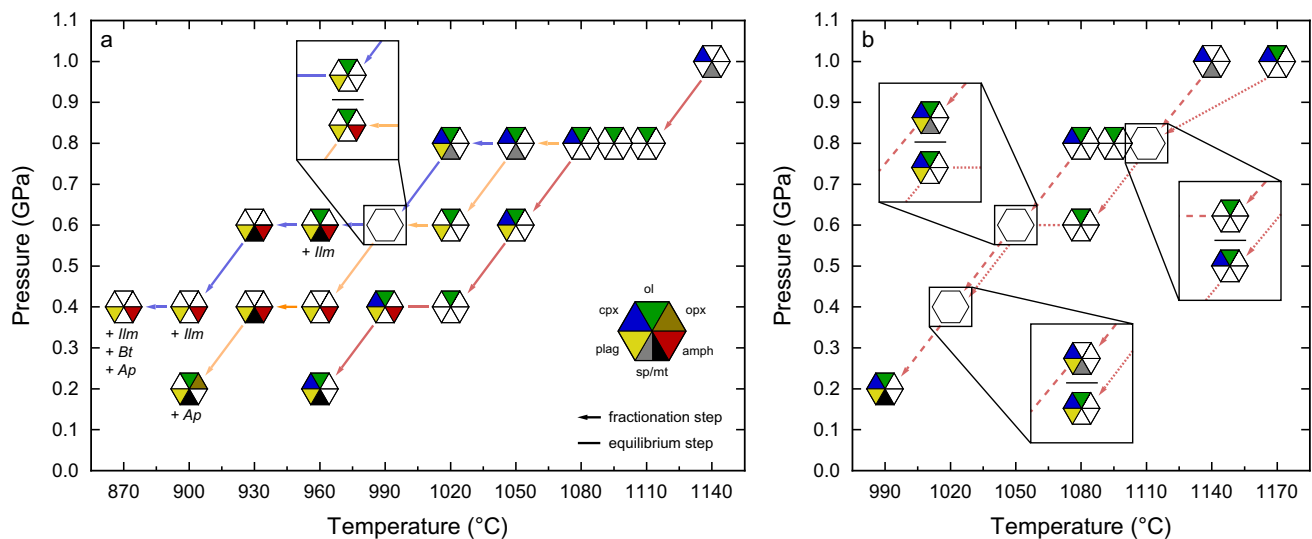 a
1.1
1.0
0.9
0.8
0.7
0.6
0.5
0.4
0.3
0.2
0.1
0.0
Pressure (GPa)
+ Ilm
+ Ilm
+ Bt
+ Ap
+ Ilm
+ Ap
ol
cpx
opx
plag
amph
sp/mt
fractionation step
equilibrium step
870
900
930
960
990
1020
1050
1080
1110
1140
Temperature (°C)
b
1.1
1.0
0.9
0.8
0.7
0.6
0.5
0.4
0.3
0.2
0.1
0.0
Pressure (GPa)
990
1020
1050
1080
1110
1140
1170
Temperature (°C)